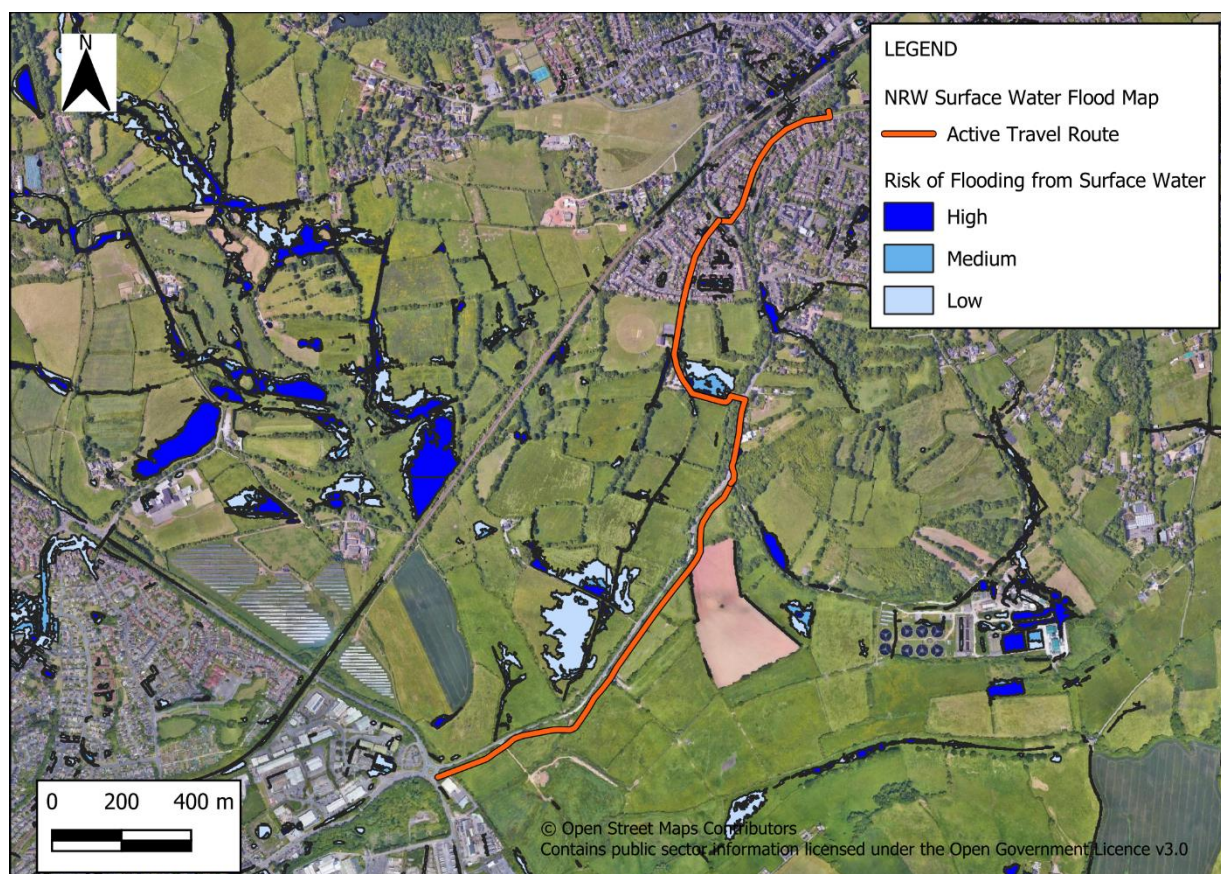 N
LEGEND
NRW Surface Water Flood Map
Active Travel Route
Risk of Flooding from Surface Water
High
Medium
Low
0 200 400 m
© Open Street Maps Contributors
Contains public sector information licensed under the Open Government Licence v3.0